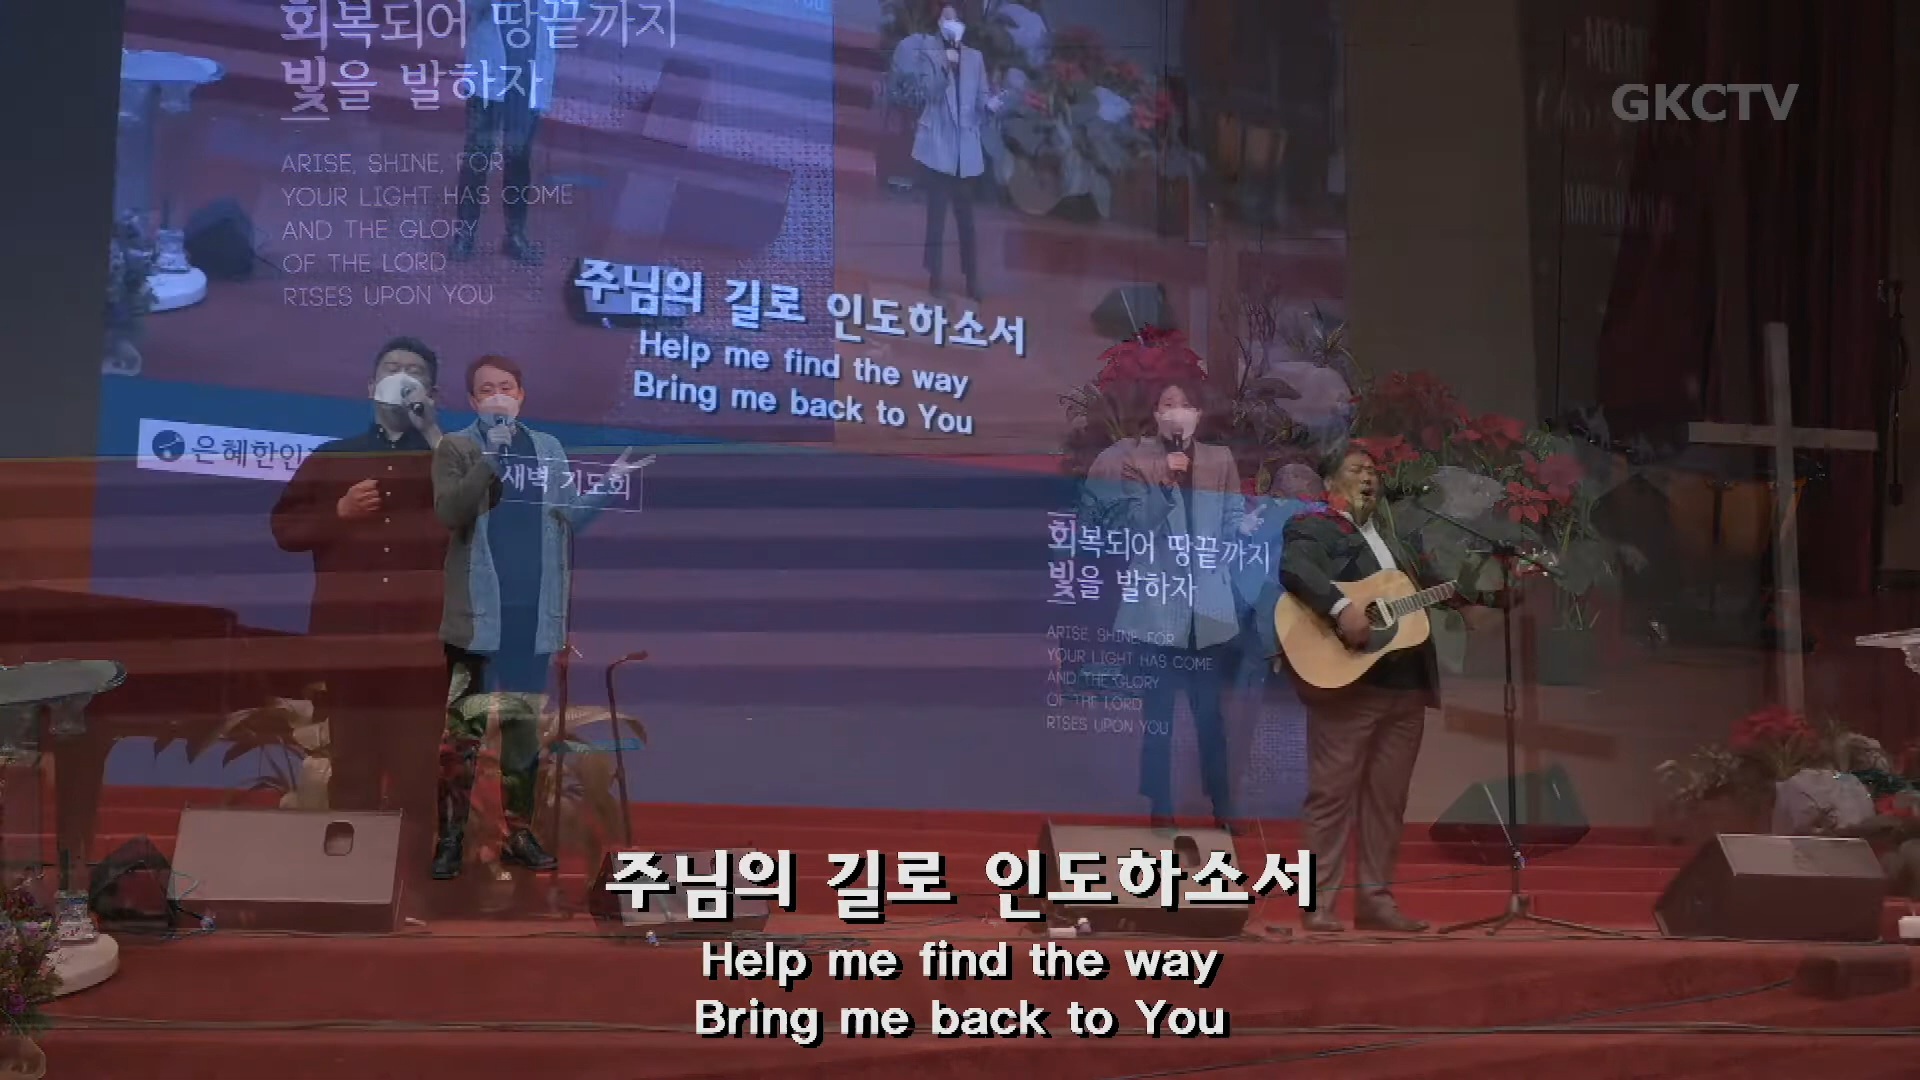 회복되어 땅끝까지
빛을 발하자
ARISE, SHINE, FOR
YOUR LIGHT HAS COME
AND THE GLORY
OF THE LORD
RISES UPON YOU
MERRY
GKCTV
주님의 길로 인도하소서
Help me find the way
Bring me back to You
은혜한인
새벽 기도회
회복되어 땅끝까지
빛을 발하자
ARISE, SHINE, FOR
YOUR LIGHT HAS COME
AND THE GLORY
OF THE LORD
RISES UPON YOU
주님의 길로 인도하소서
Help me find the way
Bring me back to You